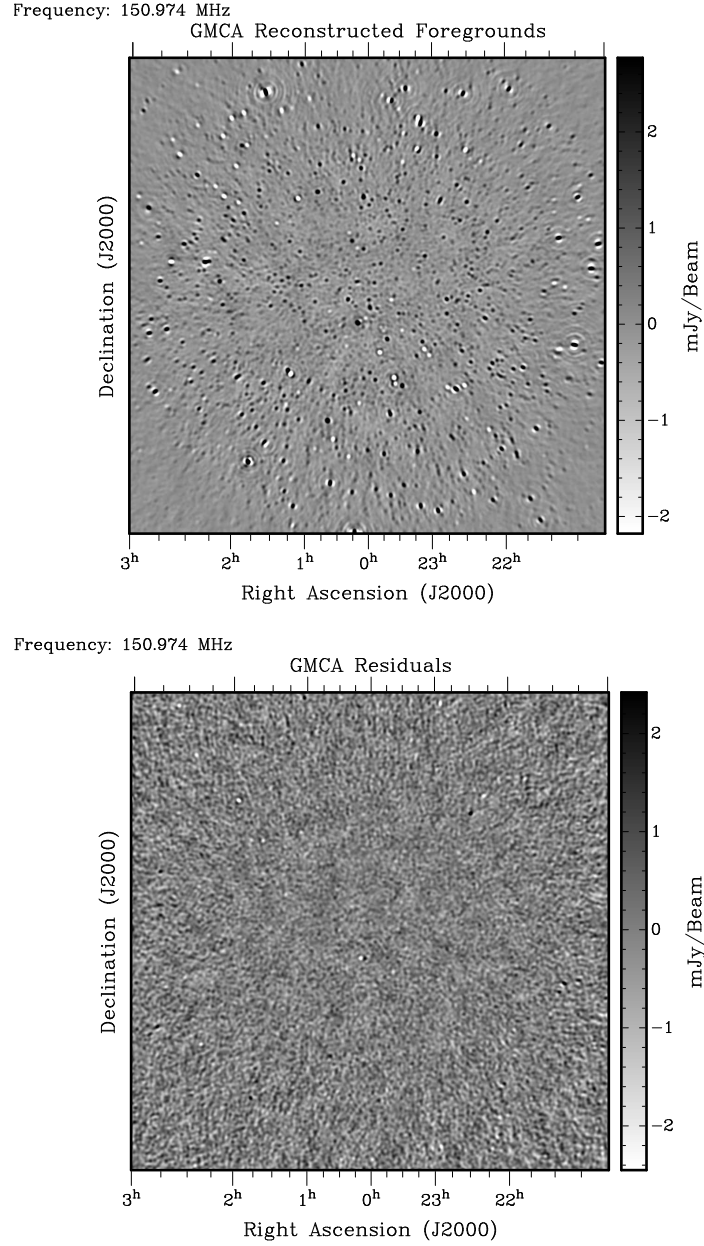 Frequency: 150.974 MHz
GMCA Reconstructed Foregrounds
2
1
0
−1
−2
mJy/Beam
Declination (J2000)
3ʰ 2ʰ 1ʰ 0ʰ 23ʰ 22ʰ
Right Ascension (J2000)
Frequency: 150.974 MHz
GMCA Residuals
2
1
0
−1
−2
mJy/Beam
Declination (J2000)
3ʰ 2ʰ 1ʰ 0ʰ 23ʰ 22ʰ
Right Ascension (J2000)